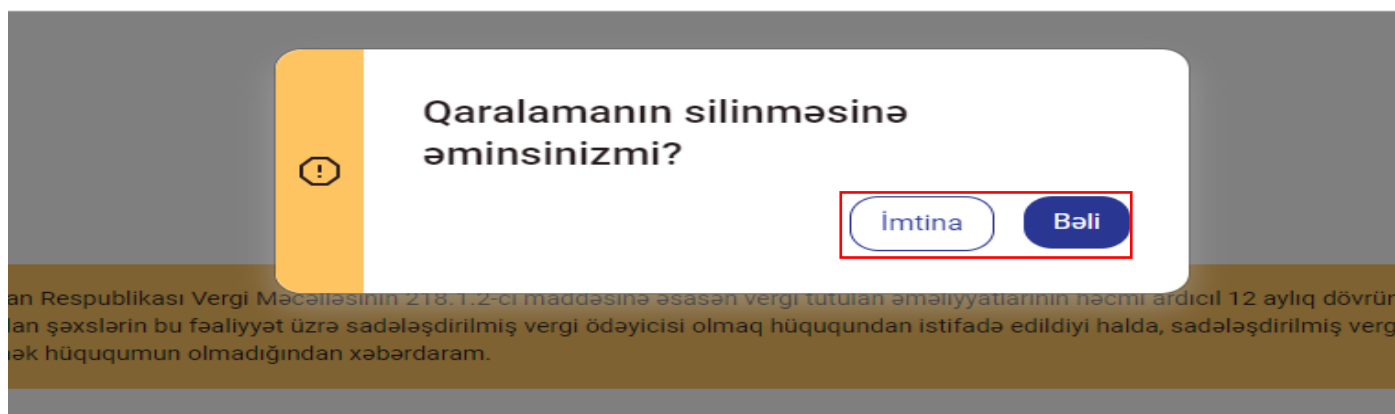 Qaralamanın silinməsinə
əminsinizmi?
İmtina
Bəli
an Respublikası Vergi Məcəlləsinin 218.1.2-ci maddəsinə əsasən vergi tutulan əməliyyatlarının həcmi ardıcıl 12 aylıq dövrün
dan şəxslərin bu fəaliyyət üzrə sadələşdirilmiş vergi ödəyicisi olmaq hüququndan istifadə edildiyi halda, sadələşdirilmiş verg
ək hüququmun olmadığından xəbərdaram.